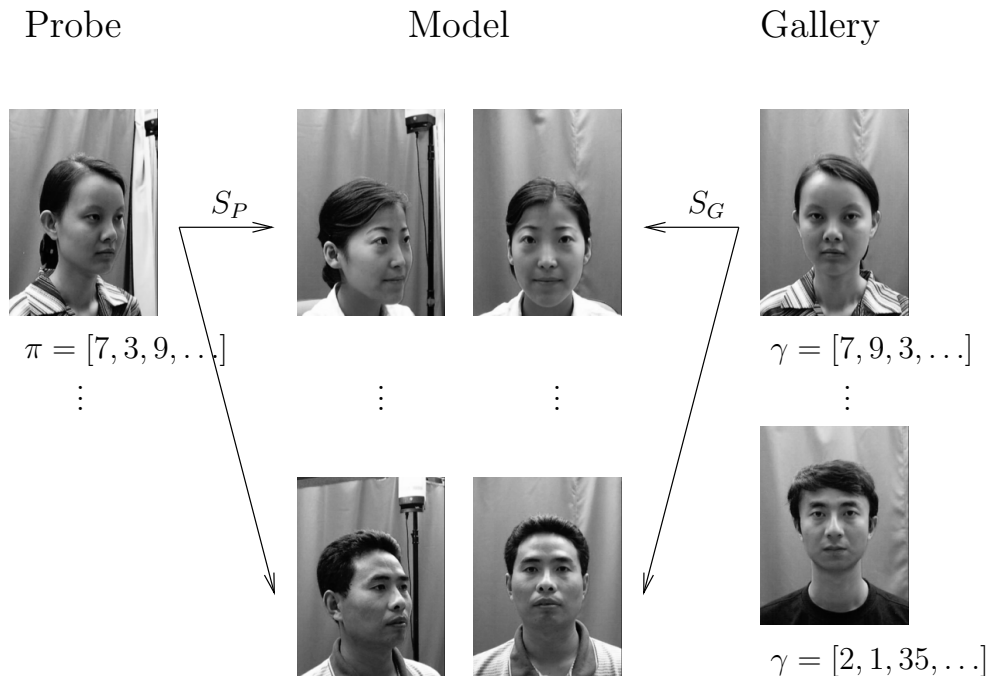 Probe Model Gallery
S_P S_G
π = [7, 3, 9, . . .] γ = [7, 9, 3, . . .]
⋮ ⋮ ⋮ ⋮
γ = [2, 1, 35, . . .]